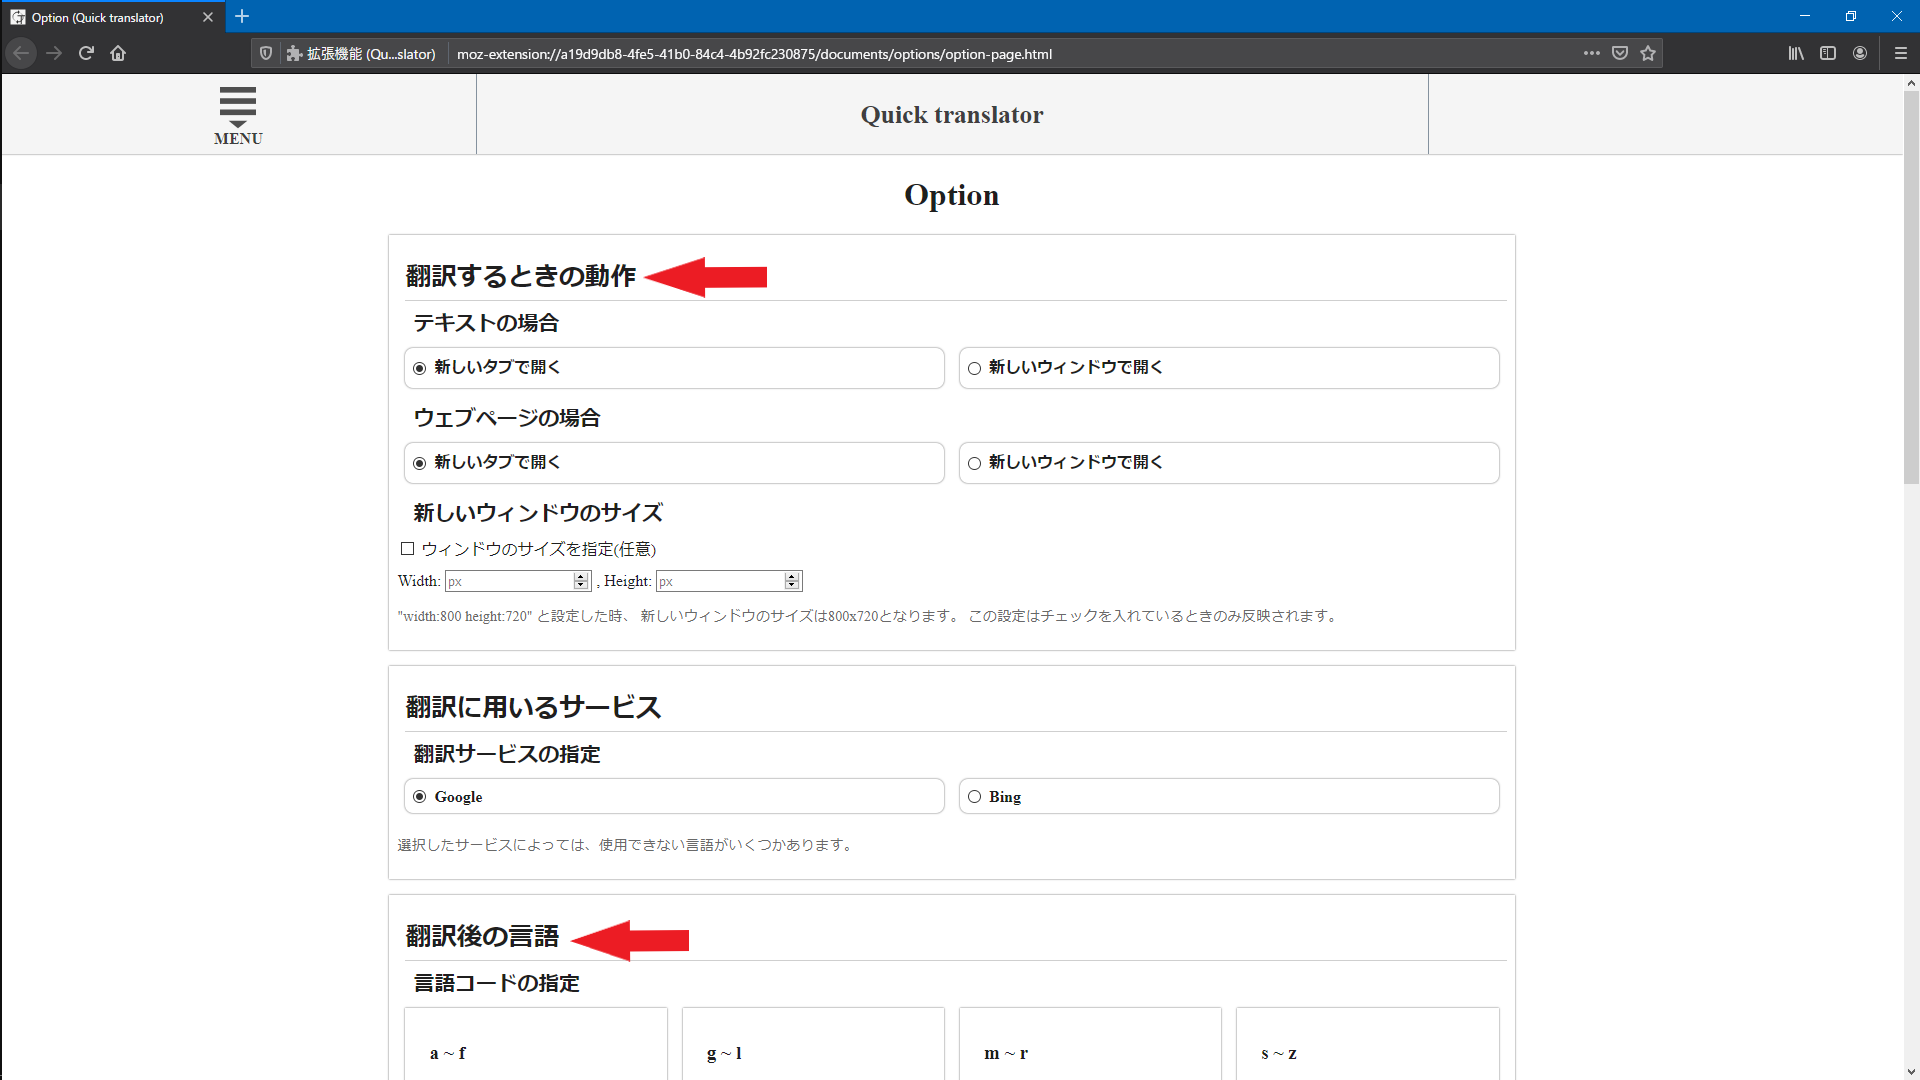 Option (Quick translator)
拡張機能 (Qu...slator)
moz-extension://a19d9db8-4fe5-41b0-84c4-4b92fc230875/documents/options/option-page.html
MENU
Quick translator
Option
翻訳するときの動作
テキストの場合
新しいタブで開く
新しいウィンドウで開く
ウェブページの場合
新しいタブで開く
新しいウィンドウで開く
新しいウィンドウのサイズ
ウィンドウのサイズを指定(任意)
Width: px , Height: px
"width:800 height:720" と設定した時、 新しいウィンドウのサイズは800x720となります。 この設定はチェックを入れているときのみ反映されます。
翻訳に用いるサービス
翻訳サービスの指定
Google
Bing
選択したサービスによっては、使用できない言語がいくつかあります。
翻訳後の言語
言語コードの指定
a ~ f
g ~ l
m ~ r
s ~ z